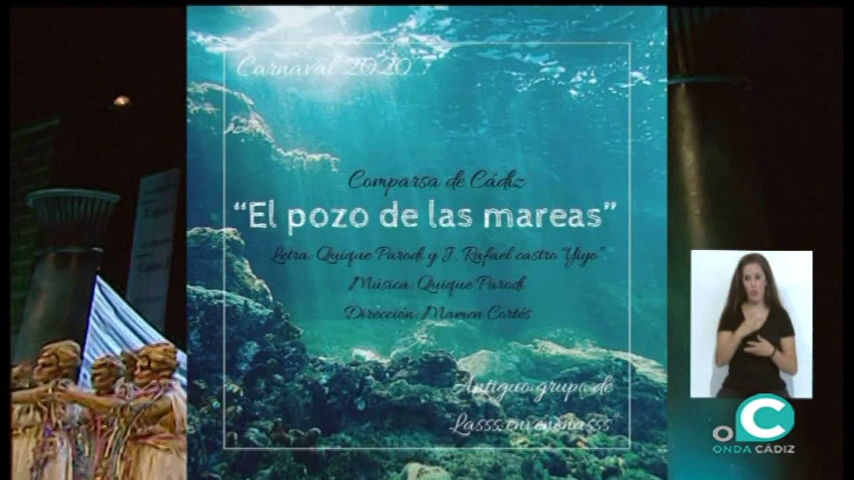 Carnaval 2020
Comparsa de Cádiz
“El pozo de las mareas”
Letra: Quique Parodi y J. Rafael castro “Yiyo”
Música: Quique Parodi
Dirección: Mamen Cortés
Antiguo grupo de
Lasss envenenasss
ONDA CÁDIZ